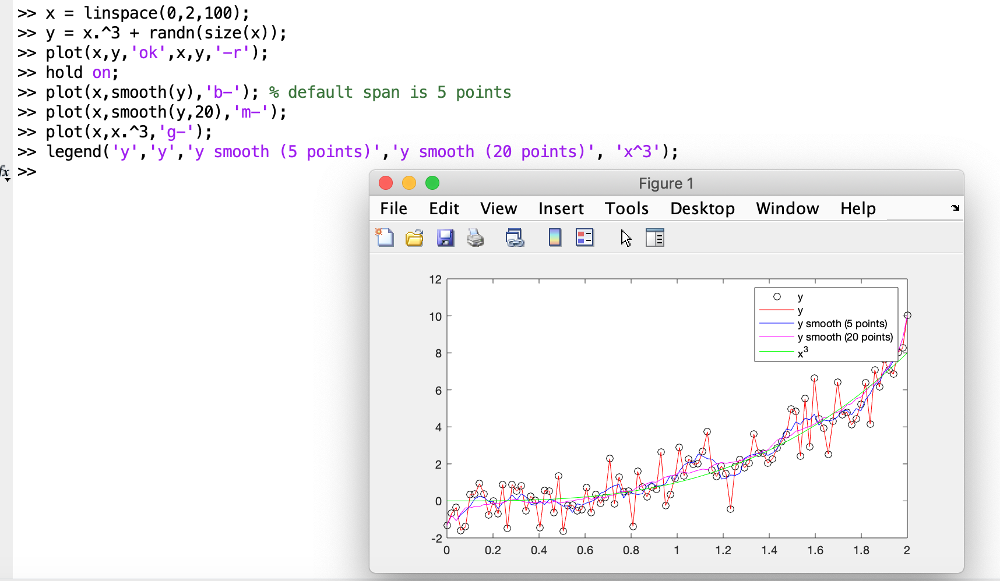 >> x = linspace(0,2,100);
>> y = x.^3 + randn(size(x));
>> plot(x,y,'ok',x,y,'-r');
>> hold on;
>> plot(x,smooth(y),'b-'); % default span is 5 points
>> plot(x,smooth(y,20),'m-');
>> plot(x,x.^3,'g-');
>> legend('y','y','y smooth (5 points)','y smooth (20 points)', 'x^3');
fx >>
Figure 1
File Edit View Insert Tools Desktop Window Help
12
10
8
6
4
2
0
-2
y
y
y smooth (5 points)
y smooth (20 points)
x³
0 0.2 0.4 0.6 0.8 1 1.2 1.4 1.6 1.8 2